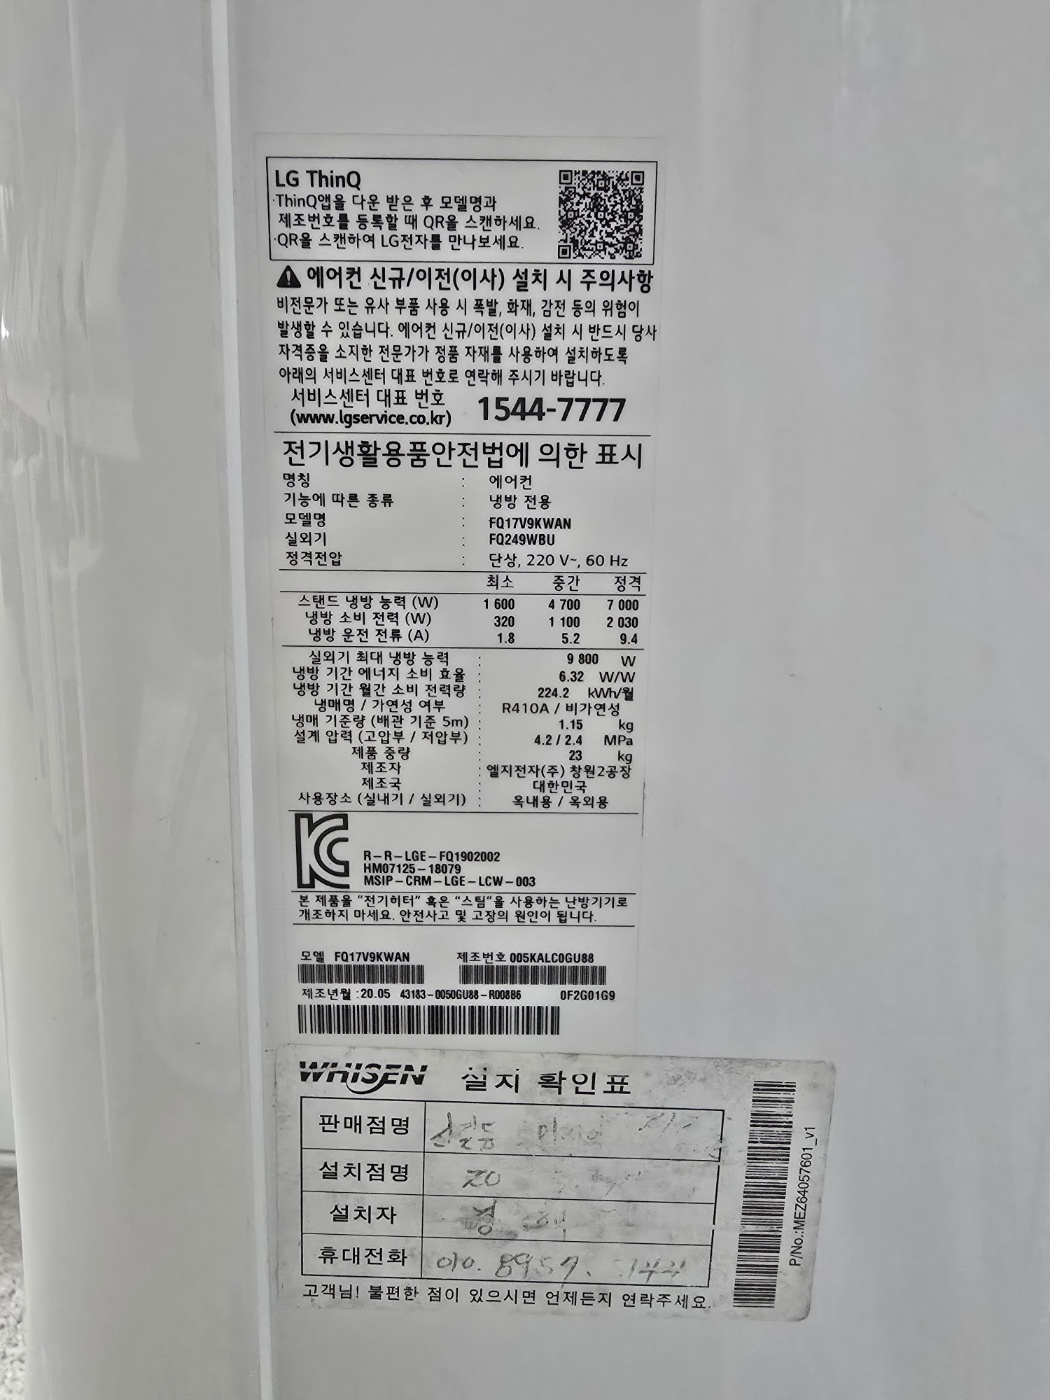 LG ThinQ
·ThinQ앱을 다운 받은 후 모델명과
제조번호를 등록할 때 QR을 스캔하세요.
·QR을 스캔하여 LG전자를 만나보세요.
에어컨 신규/이전(이사) 설치 시 주의사항
비전문가 또는 유사 부품 사용 시 폭발, 화재, 감전 등의 위험이
발생할 수 있습니다. 에어컨 신규/이전(이사) 설치 시 반드시 당사
자격증을 소지한 전문가가 정품 자재를 사용하여 설치하도록
아래의 서비스센터 대표 번호로 연락해 주시기 바랍니다.
서비스센터 대표 번호 1544-7777
(www.lgservice.co.kr)
전기생활용품안전법에 의한 표시
명칭 : 에어컨
기능에 따른 종류 : 냉방 전용
모델명 : FQ17V9KWAN
실외기 : FQ249WBU
정격전압 : 단상, 220 V~, 60 Hz
최소 중간 정격
스탠드 냉방 능력 (W) 1 600 4 700 7 000
냉방 소비 전력 (W) 320 1 100 2 030
냉방 운전 전류 (A) 1.8 5.2 9.4
실외기 최대 냉방 능력 : 9 800 W
냉방 기간 에너지 소비 효율 : 6.32 W/W
냉방 기간 월간 소비 전력량 : 224.2 kWh/월
냉매명 / 가연성 여부 : R410A / 비가연성
냉매 기준량 (배관 기준 5m) : 1.15 kg
설계 압력 (고압부 / 저압부) : 4.2 / 2.4 MPa
제품 중량 : 23 kg
제조자 : 엘지전자(주) 창원2공장
제조국 : 대한민국
사용장소 (실내기 / 실외기) : 옥내용 / 옥외용
R-R-LGE-FQ1902002
HM07125-18079
MSIP-CRM-LGE-LCW-003
본 제품을 "전기히터" 혹은 "스팀"을 사용하는 난방기기로
개조하지 마세요. 안전사고 및 고장의 원인이 됩니다.
모델 FQ17V9KWAN 제조번호 005KALC0GU88
제조년월 : 20.05 43183-0050GU88-R008B6 0F2G01G9
WHISEN 설치 확인표
판매점명
설치점명
설치자
휴대전화 010. 8957.
고객님! 불편한 점이 있으시면 언제든지 연락주세요.
P/No.:MEZ64057601_v1